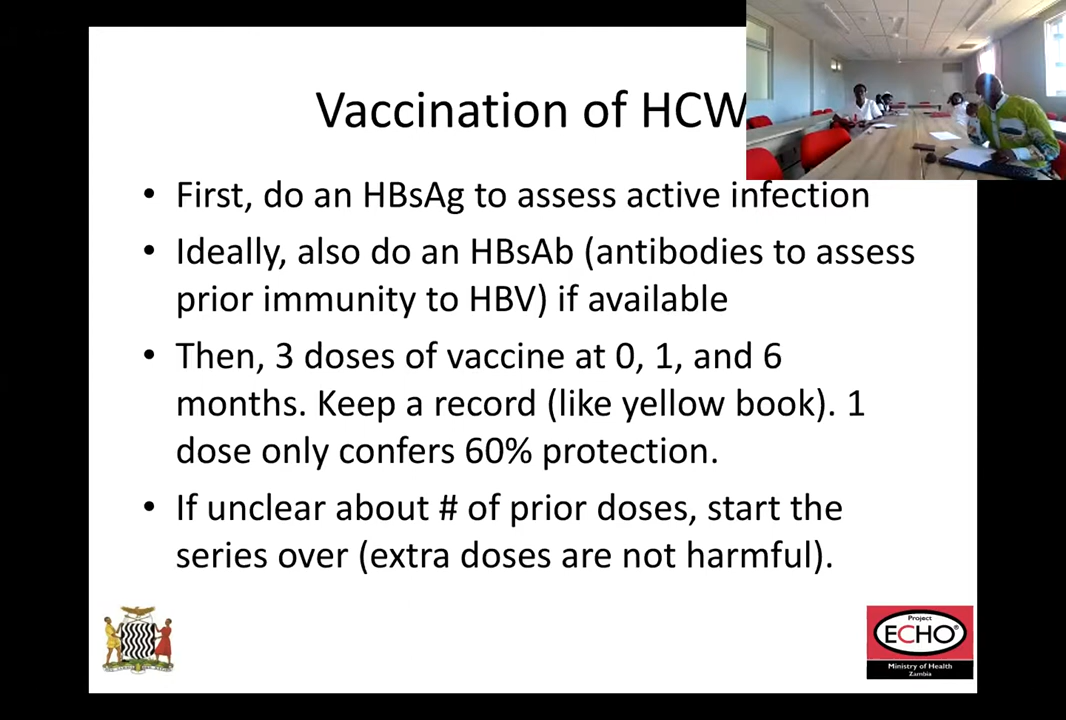 Vaccination of HCW
• First, do an HBsAg to assess active infection
• Ideally, also do an HBsAb (antibodies to assess
prior immunity to HBV) if available
• Then, 3 doses of vaccine at 0, 1, and 6
months. Keep a record (like yellow book). 1
dose only confers 60% protection.
• If unclear about # of prior doses, start the
series over (extra doses are not harmful).
Project
ECHO®
Ministry of Health
Zambia